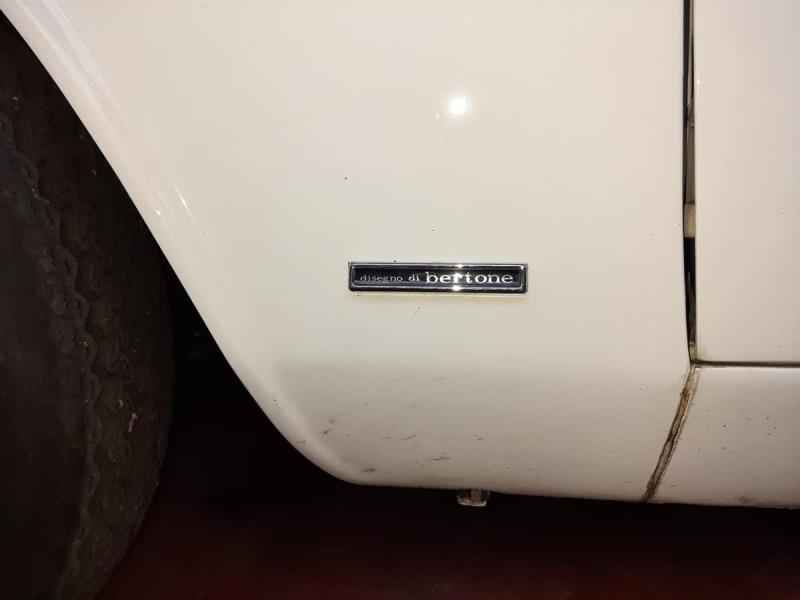 disegno di bertone